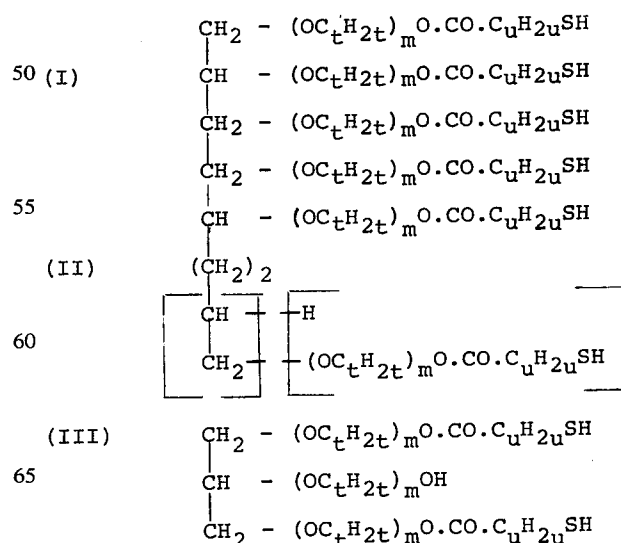 CH2 - (OCtH2t)mO.CO.CuH2uSH
50 (I) CH - (OCtH2t)mO.CO.CuH2uSH
CH2 - (OCtH2t)mO.CO.CuH2uSH
CH2 - (OCtH2t)mO.CO.CuH2uSH
55 CH - (OCtH2t)mO.CO.CuH2uSH
(II) (CH2)2
CH - H
60 CH2 - (OCtH2t)mO.CO.CuH2uSH
(III) CH2 - (OCtH2t)mO.CO.CuH2uSH
65 CH - (OCtH2t)mOH
CH2 - (OCtH2t)mO.CO.CuH2uSH